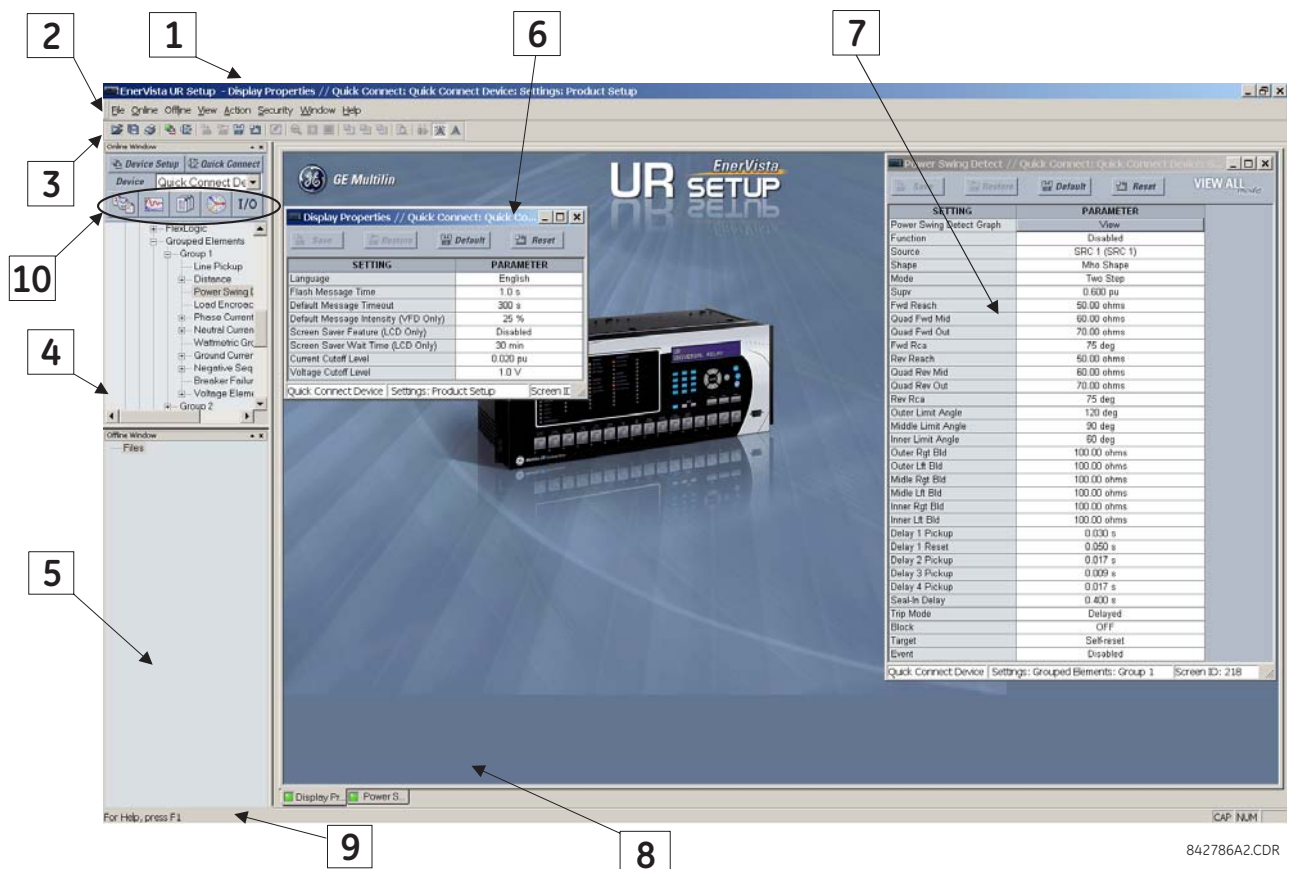 2
1
6
7
EnerVista UR Setup - Display Properties // Quick Connect: Quick Connect Device: Settings: Product Setup
File Online Offline View Action Security Window Help
3
Online Window
Device Setup Quick Connect
Device Quick Connect De
I/O
10
FlexLogic
Grouped Elements
Group 1
Line Pickup
Distance
Power Swing D
Load Encroac
Phase Current
Neutral Curren
Wattmetric Gro
Ground Currer
Negative Seq
Breaker Failur
Voltage Eleme
Group 2
4
Offline Window
Files
5
GE Multilin
EnerVista
UR SETUP
Display Properties // Quick Connect: Quick Co...
Save Restore Default Reset
SETTING PARAMETER
Language English
Flash Message Time 1.0 s
Default Message Timeout 300 s
Default Message Intensity (VFD Only) 25 %
Screen Saver Feature (LCD Only) Disabled
Screen Saver Wait Time (LCD Only) 30 min
Current Cutoff Level 0.020 pu
Voltage Cutoff Level 1.0 V
Quick Connect Device Settings: Product Setup Screen ID
UNIVERSAL RELAY
Power Swing Detect // Quick Connect: Quick Connect Device: S...
Save Restore Default Reset VIEW ALL mode
SETTING PARAMETER
Power Swing Detect Graph View
Function Disabled
Source SRC 1 (SRC 1)
Shape Mho Shape
Mode Two Step
Supv 0.600 pu
Fwd Reach 50.00 ohms
Quad Fwd Mid 60.00 ohms
Quad Fwd Out 70.00 ohms
Fwd Rca 75 deg
Rev Reach 50.00 ohms
Quad Rev Mid 60.00 ohms
Quad Rev Out 70.00 ohms
Rev Rca 75 deg
Outer Limit Angle 120 deg
Middle Limit Angle 90 deg
Inner Limit Angle 60 deg
Outer Rgt Bld 100.00 ohms
Outer Lft Bld 100.00 ohms
Midle Rgt Bld 100.00 ohms
Midle Lft Bld 100.00 ohms
Inner Rgt Bld 100.00 ohms
Inner Lft Bld 100.00 ohms
Delay 1 Pickup 0.030 s
Delay 1 Reset 0.050 s
Delay 2 Pickup 0.017 s
Delay 3 Pickup 0.009 s
Delay 4 Pickup 0.017 s
Seal-In Delay 0.400 s
Trip Mode Delayed
Block OFF
Target Self-reset
Event Disabled
Quick Connect Device Settings: Grouped Elements: Group 1 Screen ID: 218
Display Pr... Power S...
For Help, press F1
CAP NUM
9
8
842786A2.CDR